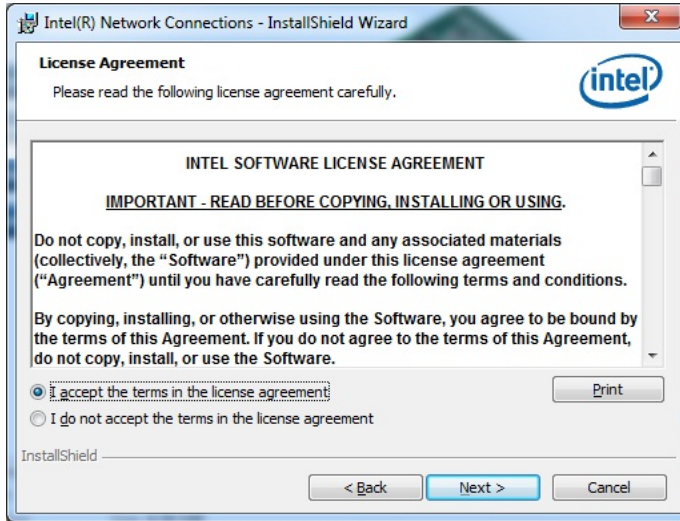 Intel(R) Network Connections - InstallShield Wizard
License Agreement
Please read the following license agreement carefully.
intel
INTEL SOFTWARE LICENSE AGREEMENT
IMPORTANT - READ BEFORE COPYING, INSTALLING OR USING.
Do not copy, install, or use this software and any associated materials
(collectively, the “Software”) provided under this license agreement
(“Agreement”) until you have carefully read the following terms and conditions.
By copying, installing, or otherwise using the Software, you agree to be bound by
the terms of this Agreement. If you do not agree to the terms of this Agreement,
do not copy, install, or use the Software.
I accept the terms in the license agreement
Print
I do not accept the terms in the license agreement
InstallShield
< Back
Next >
Cancel